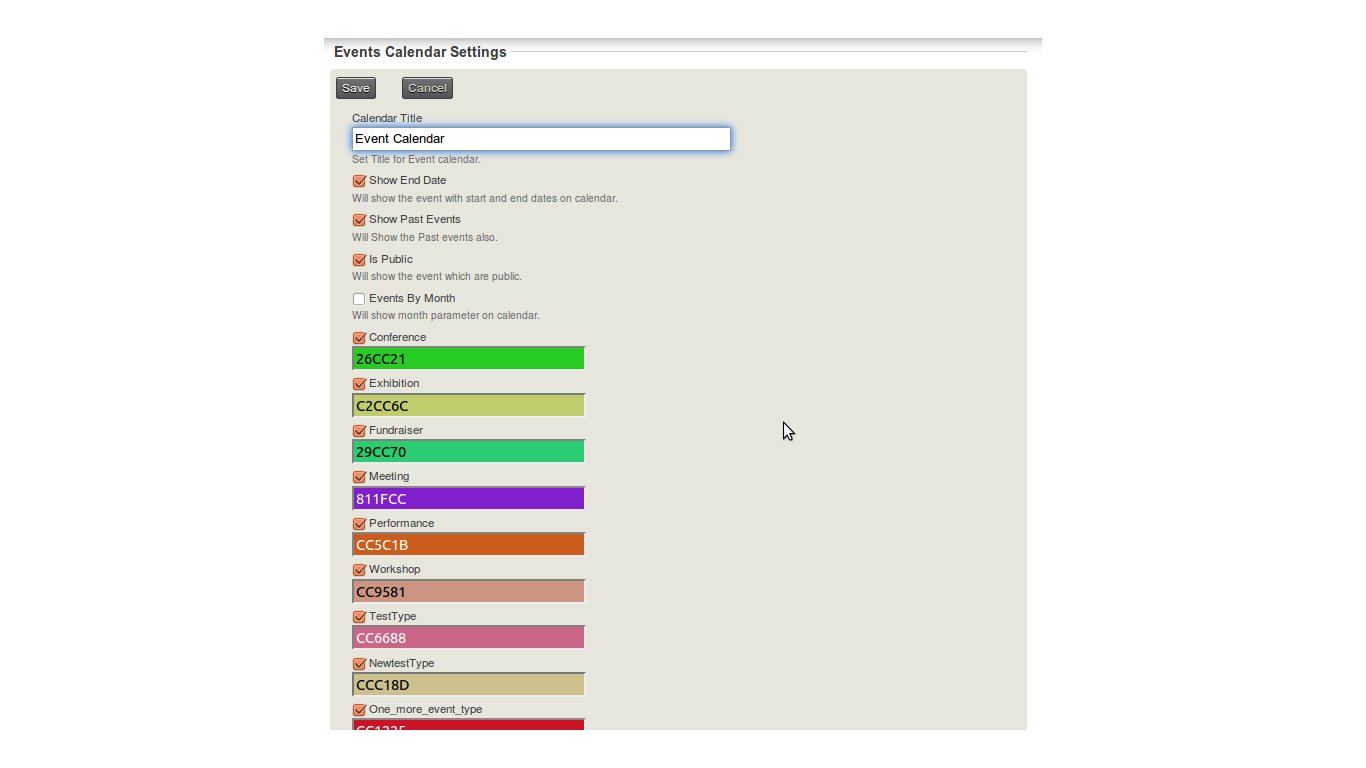 Events Calendar Settings
Save Cancel
Calendar Title
Event Calendar
Set Title for Event calendar.
Show End Date
Will show the event with start and end dates on calendar.
Show Past Events
Will Show the Past events also.
Is Public
Will show the event which are public.
Events By Month
Will show month parameter on calendar.
Conference
26CC21
Exhibition
C2CC6C
Fundraiser
29CC70
Meeting
811FCC
Performance
CC5C1B
Workshop
CC9581
TestType
CC6688
NewtestType
CCC18D
One_more_event_type